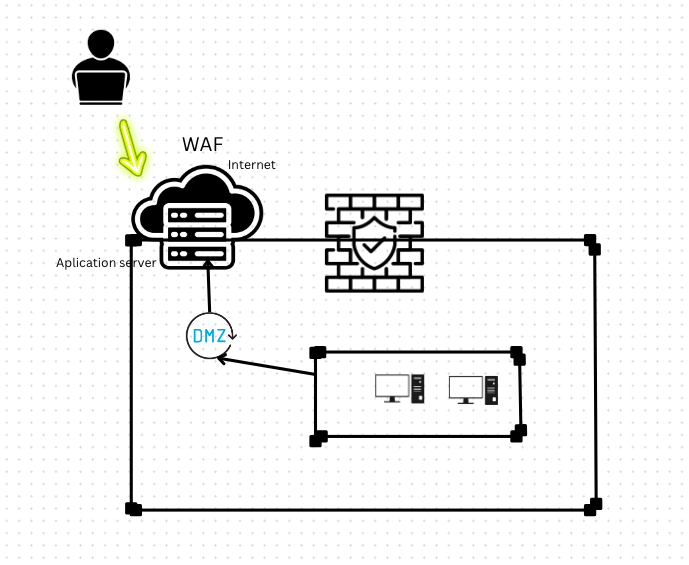 WAF
Internet
Aplication server
DMZ